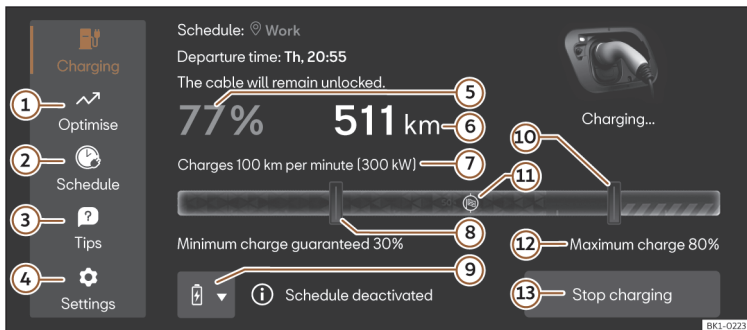 Charging
1
Optimise
2
Schedule
3
?
Tips
4
Settings
Schedule: Work
Departure time: Th, 20:55
The cable will remain unlocked.
5
77%
511 km
6
Charges 100 km per minute (300 kW)
7
Charging...
10
11
8
Minimum charge guaranteed 30%
12
Maximum charge 80%
9
i Schedule deactivated
13
Stop charging
BK1-0223